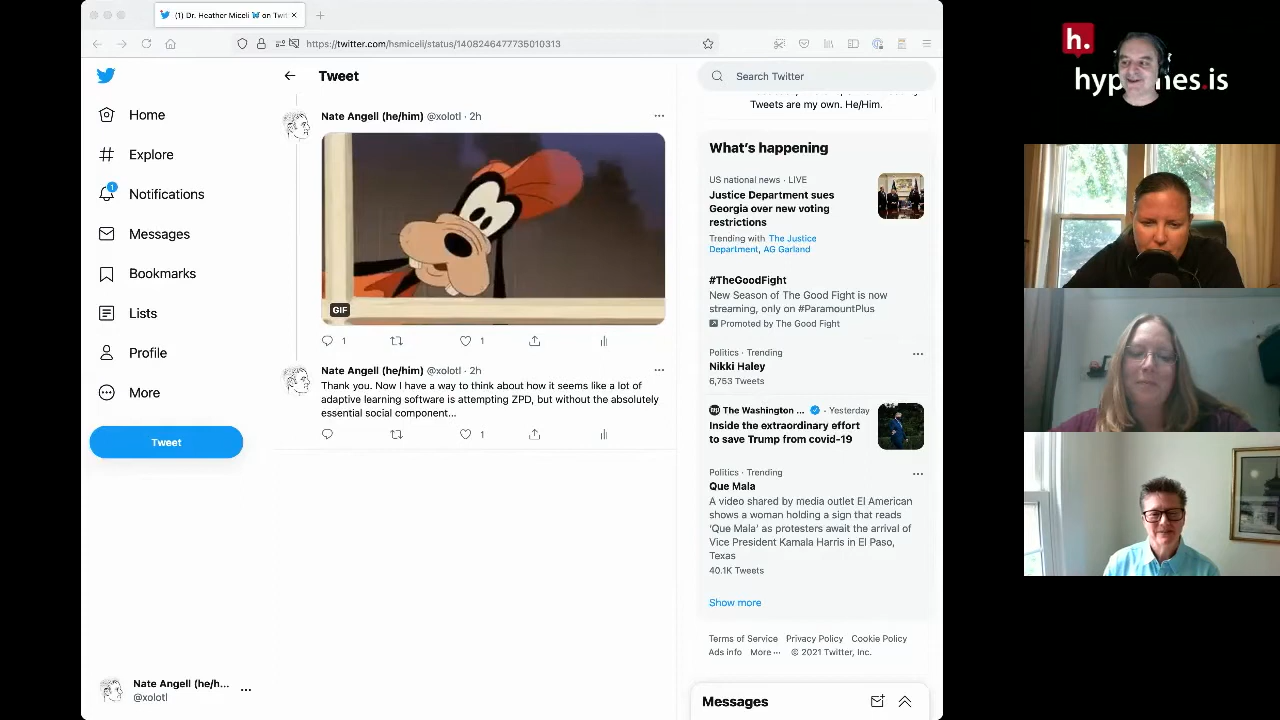 (1) Dr. Heather Miceli 🦋 on Twit
https://twitter.com/hsmiceli/status/1408246477735010313
Home
Explore
1
Notifications
Messages
Bookmarks
Lists
Profile
More
Tweet
Nate Angell (he/h...
@xolotl
Tweet
Nate Angell (he/him) @xolotl · 2h
GIF
1
1
Nate Angell (he/him) @xolotl · 2h
Thank you. Now I have a way to think about how it seems like a lot of
adaptive learning software is attempting ZPD, but without the absolutely
essential social component...
1
Search Twitter
Tweets are my own. He/Him.
What's happening
US national news · LIVE
Justice Department sues
Georgia over new voting
restrictions
Trending with The Justice
Department, AG Garland
#TheGoodFight
New Season of The Good Fight is now
streaming, only on #ParamountPlus
Promoted by The Good Fight
Politics · Trending
Nikki Haley
6,753 Tweets
The Washington ... · Yesterday
Inside the extraordinary effort
to save Trump from covid-19
Politics · Trending
Que Mala
A video shared by media outlet El American
shows a woman holding a sign that reads
'Que Mala' as protesters await the arrival of
Vice President Kamala Harris in El Paso,
Texas
40.1K Tweets
Show more
Terms of Service Privacy Policy Cookie Policy
Ads info More ··· © 2021 Twitter, Inc.
Messages
h.